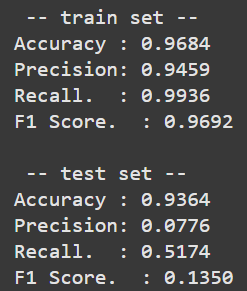 -- train set --
Accuracy : 0.9684
Precision: 0.9459
Recall.  : 0.9936
F1 Score.  : 0.9692
-- test set --
Accuracy : 0.9364
Precision: 0.0776
Recall.  : 0.5174
F1 Score.  : 0.1350